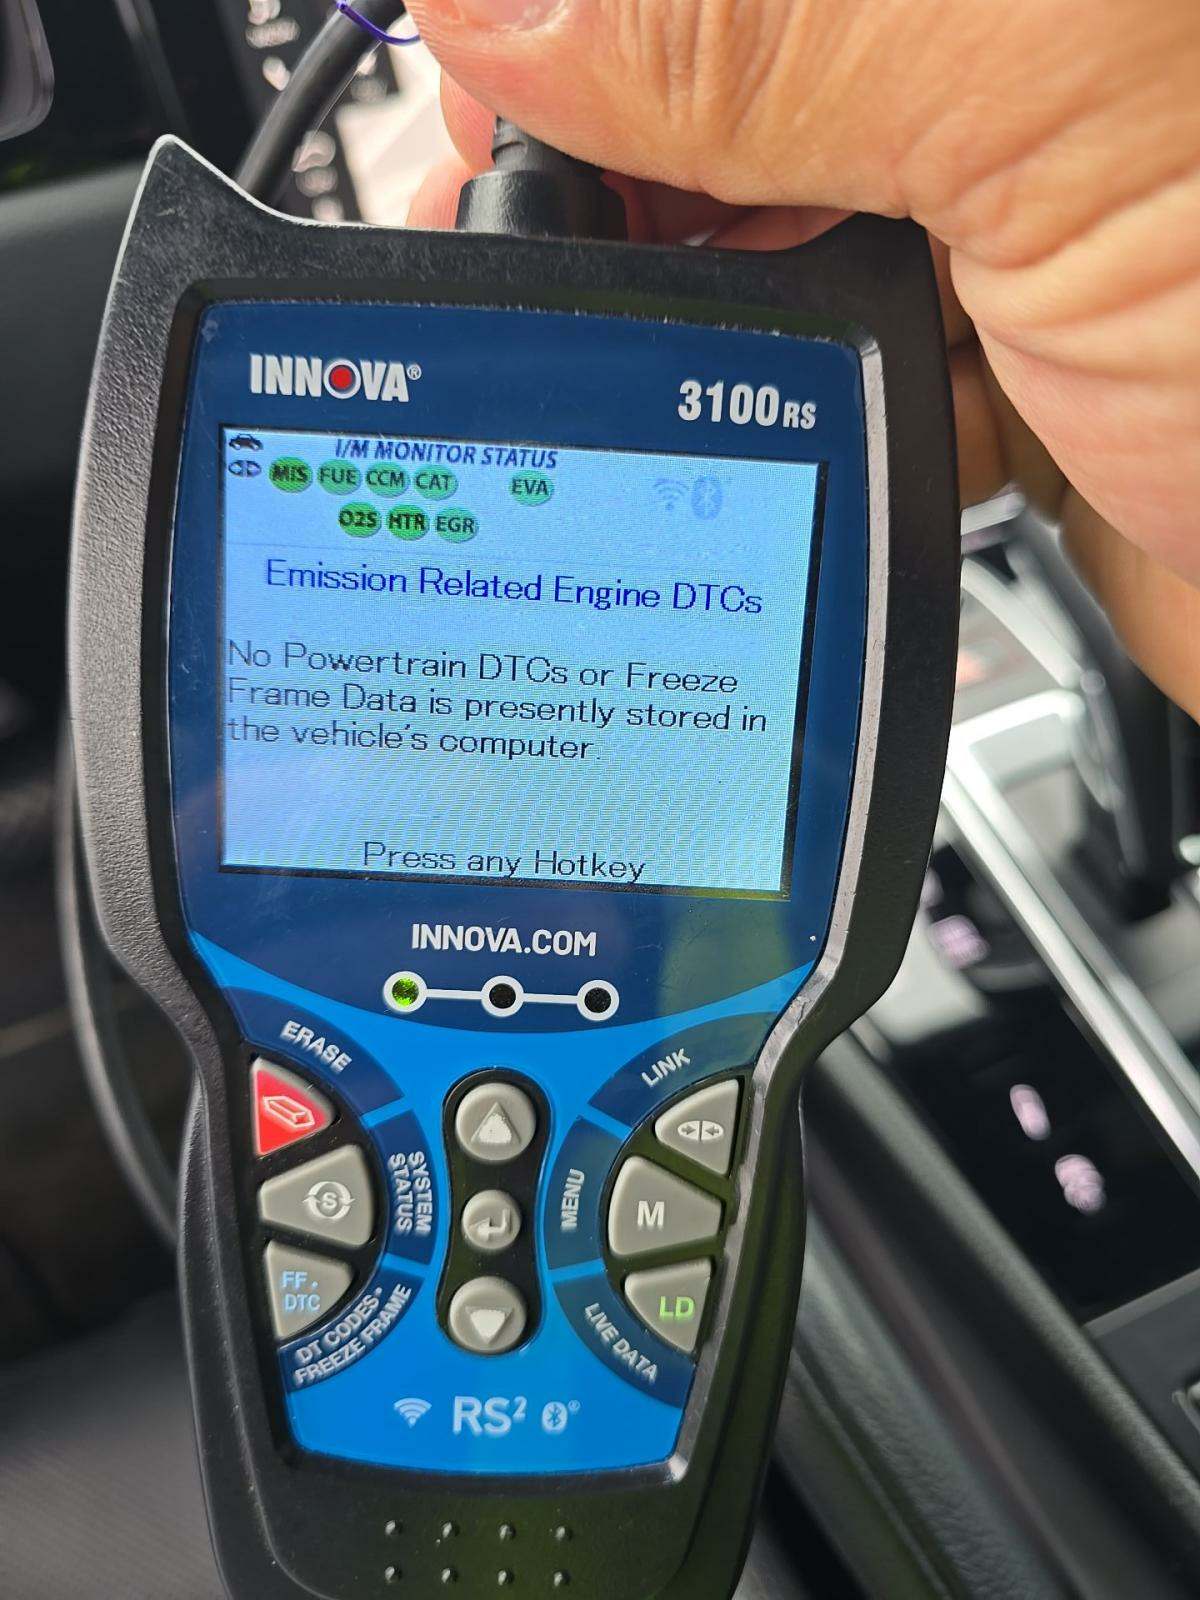 INNOVA®
3100RS
I/M MONITOR STATUS
MIS FUE CCM CAT EVA
O2S HTR EGR
Emission Related Engine DTCs
No Powertrain DTCs or Freeze
Frame Data is presently stored in
the vehicle's computer.
Press any Hotkey
INNOVA.COM
ERASE
LINK
S
SYSTEM
STATUS
MENU
M
FF.
DTC
DT CODES•
FREEZE FRAME
LIVE DATA
LD
RS²